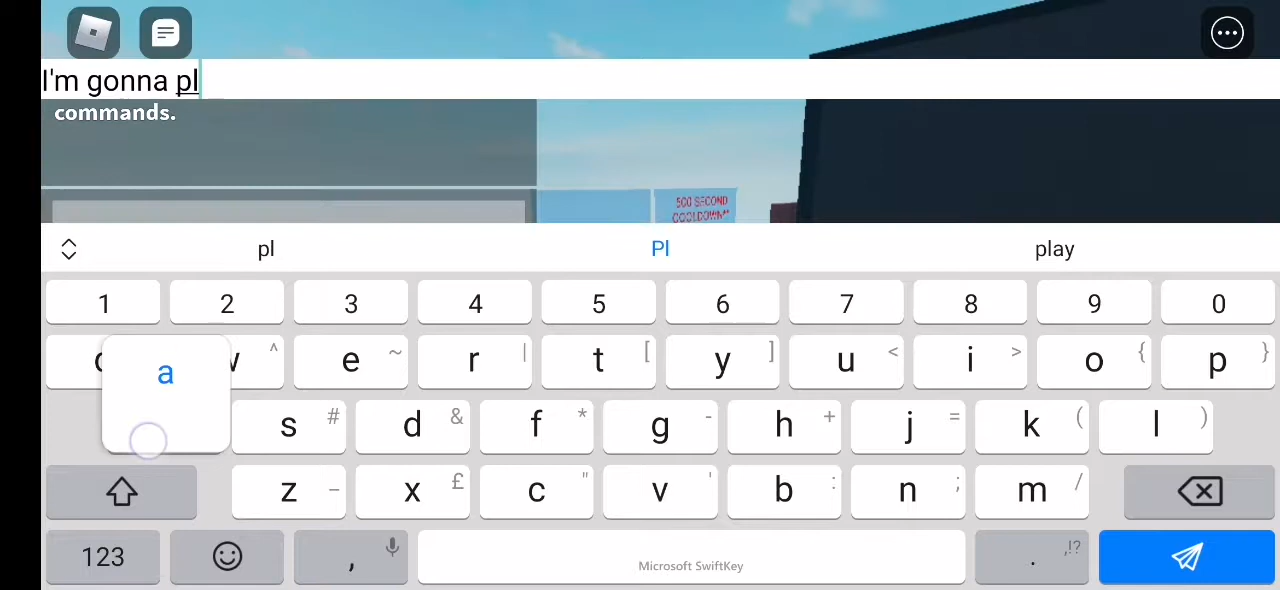 I'm gonna pl
commands.
500 SECOND
COOLDOWN*
pl Pl play
1 2 3 4 5 6 7 8 9 0
^ e ~ r | t [ y ] u < i > o { p }
a s # d & f * g - h + j = k ( l )
z _ x £ c " v ' b : n ; m /
123 , Microsoft SwiftKey . ,!?